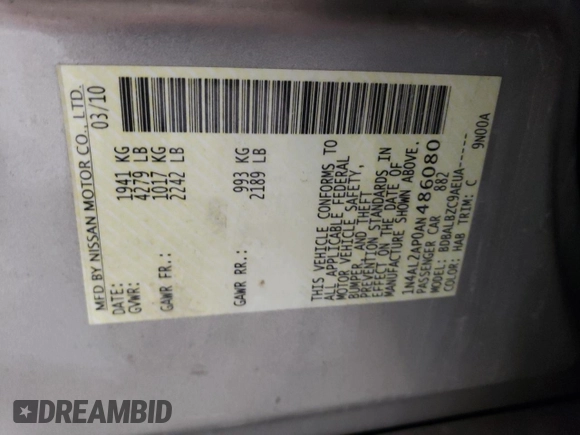 MFD BY NISSAN MOTOR CO., LTD.
DATE: 03/10
GVWR: 1941 KG
4279 LB
GAWR FR.: 1017 KG
2242 LB
GAWR RR.: 993 KG
2189 LB
THIS VEHICLE CONFORMS TO
ALL APPLICABLE FEDERAL
MOTOR VEHICLE SAFETY,
BUMPER, AND THEFT
PREVENTION STANDARDS IN
EFFECT ON THE DATE OF
MANUFACTURE SHOWN ABOVE.
1N4AL2AP0AN486080
PASSENGER CAR 882
MODEL: BDBALBZC9AEUA--
COLOR: HAB TRIM: C 9N00A
DREAMBID